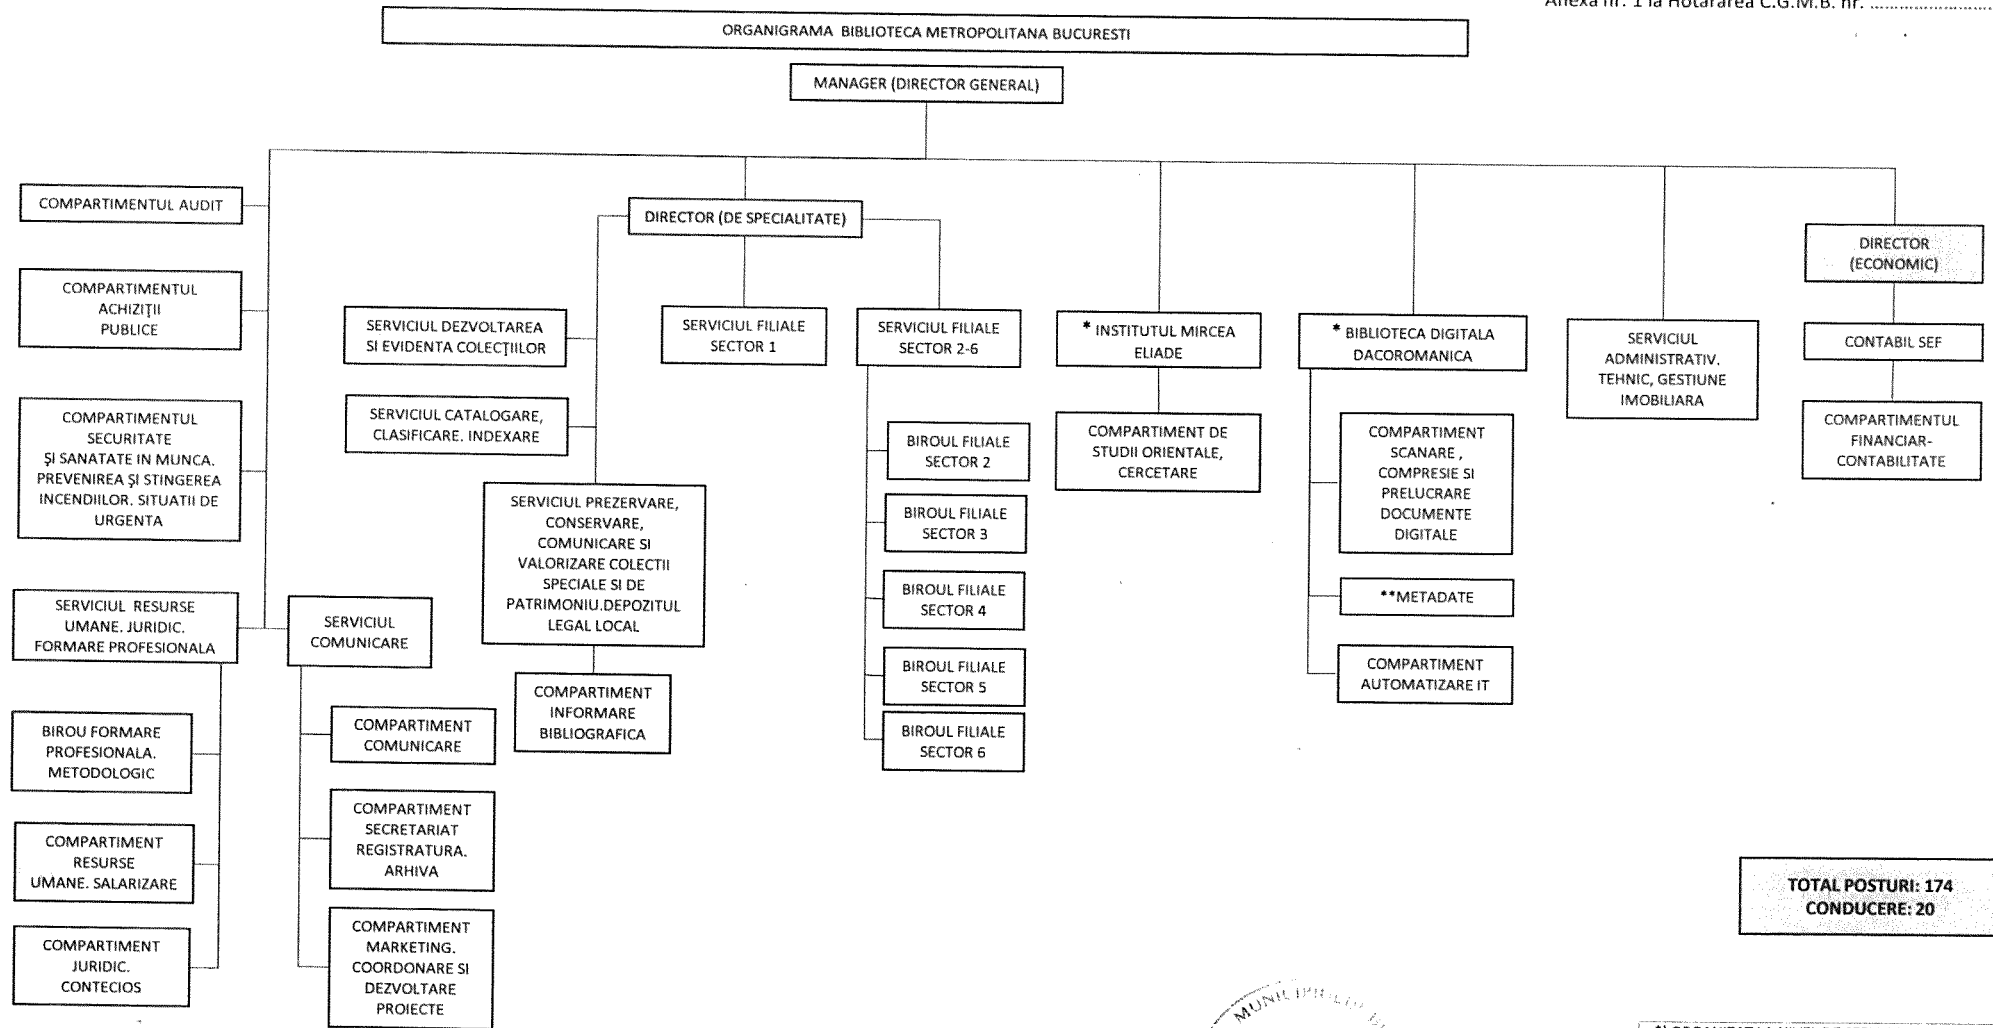 Anexa nr. 1 la Hotărârea C.G.M.B. nr. ..........................
ORGANIGRAMA BIBLIOTECA METROPOLITANA BUCURESTI
MANAGER (DIRECTOR GENERAL)
COMPARTIMENTUL AUDIT
COMPARTIMENTUL
ACHIZIŢII
PUBLICE
COMPARTIMENTUL
SECURITATE
ŞI SANATATE IN MUNCA.
PREVENIREA ŞI STINGEREA
INCENDIILOR. SITUATII DE
URGENTA
SERVICIUL RESURSE
UMANE. JURIDIC.
FORMARE PROFESIONALA
BIROU FORMARE
PROFESIONALA.
METODOLOGIC
COMPARTIMENT
RESURSE
UMANE. SALARIZARE
COMPARTIMENT
JURIDIC.
CONTECIOS
SERVICIUL
COMUNICARE
COMPARTIMENT
COMUNICARE
COMPARTIMENT
SECRETARIAT
REGISTRATURA.
ARHIVA
COMPARTIMENT
MARKETING.
COORDONARE SI
DEZVOLTARE
PROIECTE
DIRECTOR (DE SPECIALITATE)
SERVICIUL DEZVOLTAREA
SI EVIDENTA COLECŢIILOR
SERVICIUL CATALOGARE,
CLASIFICARE. INDEXARE
SERVICIUL PREZERVARE,
CONSERVARE,
COMUNICARE SI
VALORIZARE COLECTII
SPECIALE SI DE
PATRIMONIU.DEPOZITUL
LEGAL LOCAL
COMPARTIMENT
INFORMARE
BIBLIOGRAFICA
SERVICIUL FILIALE
SECTOR 1
SERVICIUL FILIALE
SECTOR 2-6
BIROUL FILIALE
SECTOR 2
BIROUL FILIALE
SECTOR 3
BIROUL FILIALE
SECTOR 4
BIROUL FILIALE
SECTOR 5
BIROUL FILIALE
SECTOR 6
* INSTITUTUL MIRCEA
ELIADE
COMPARTIMENT DE
STUDII ORIENTALE,
CERCETARE
* BIBLIOTECA DIGITALA
DACOROMANICA
COMPARTIMENT
SCANARE ,
COMPRESIE SI
PRELUCRARE
DOCUMENTE
DIGITALE
**METADATE
COMPARTIMENT
AUTOMATIZARE IT
SERVICIUL
ADMINISTRATIV.
TEHNIC, GESTIUNE
IMOBILIARA
DIRECTOR
(ECONOMIC)
CONTABIL SEF
COMPARTIMENTUL
FINANCIAR-
CONTABILITATE
TOTAL POSTURI: 174
CONDUCERE: 20